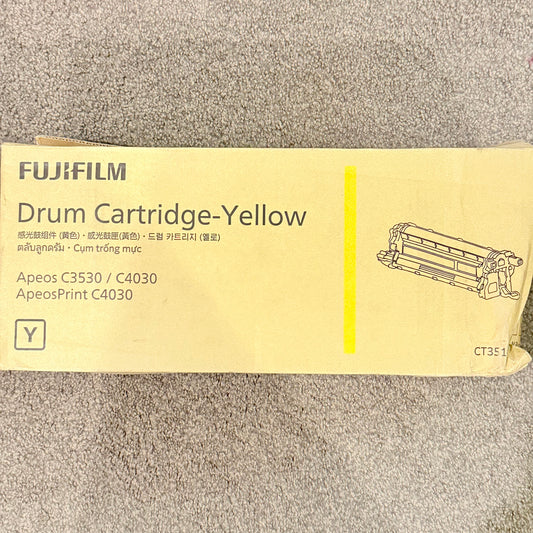 FUJIFILM
Drum Cartridge-Yellow
感光鼓组件 (黄色)・感光鼓匣(黃色)・드럼 카트리지 (옐로)
ตลับลูกดรัม・Cụm trống mực
Apeos C3530 / C4030
ApeosPrint C4030
Y